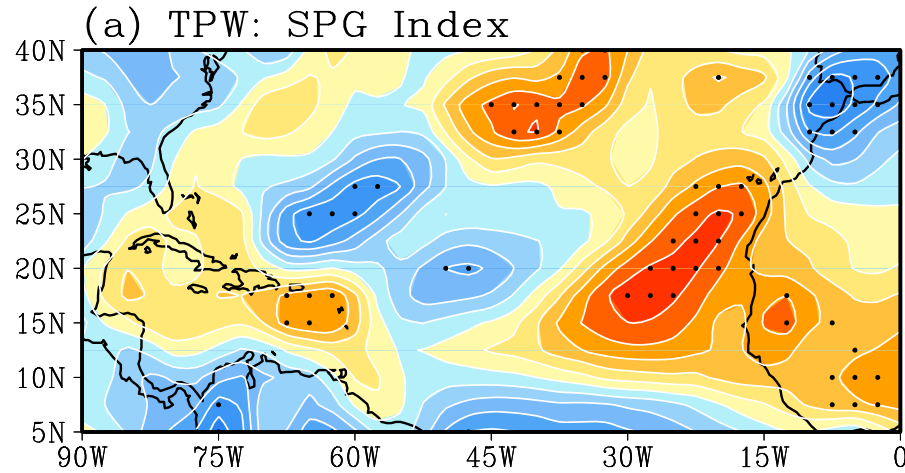 (a) TPW: SPG Index
40N
35N
30N
25N
20N
15N
10N
5N
90W 75W 60W 45W 30W 15W 0